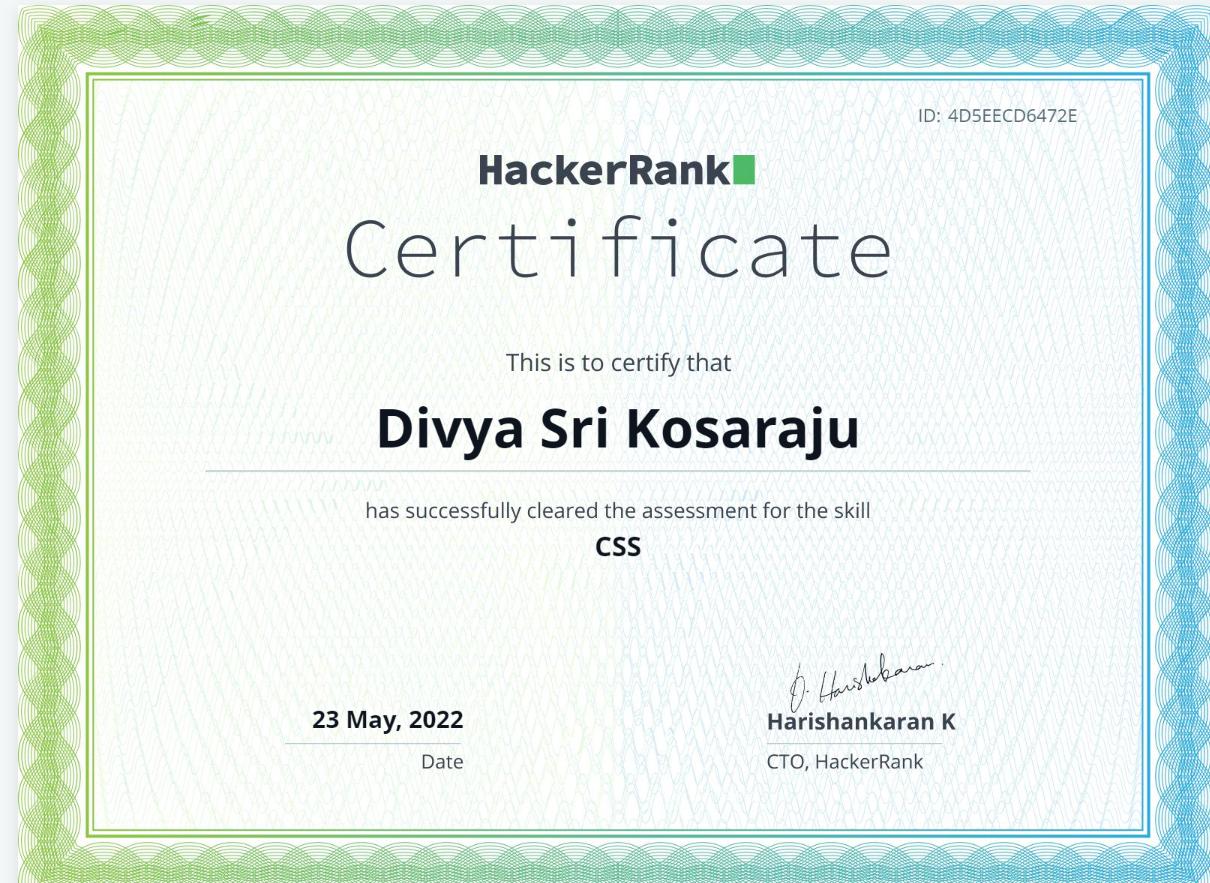 ID: 4D5EECD6472E
HackerRank
Certificate
This is to certify that
Divya Sri Kosaraju
has successfully cleared the assessment for the skill
CSS
23 May, 2022
Date
Harishankaran K
CTO, HackerRank